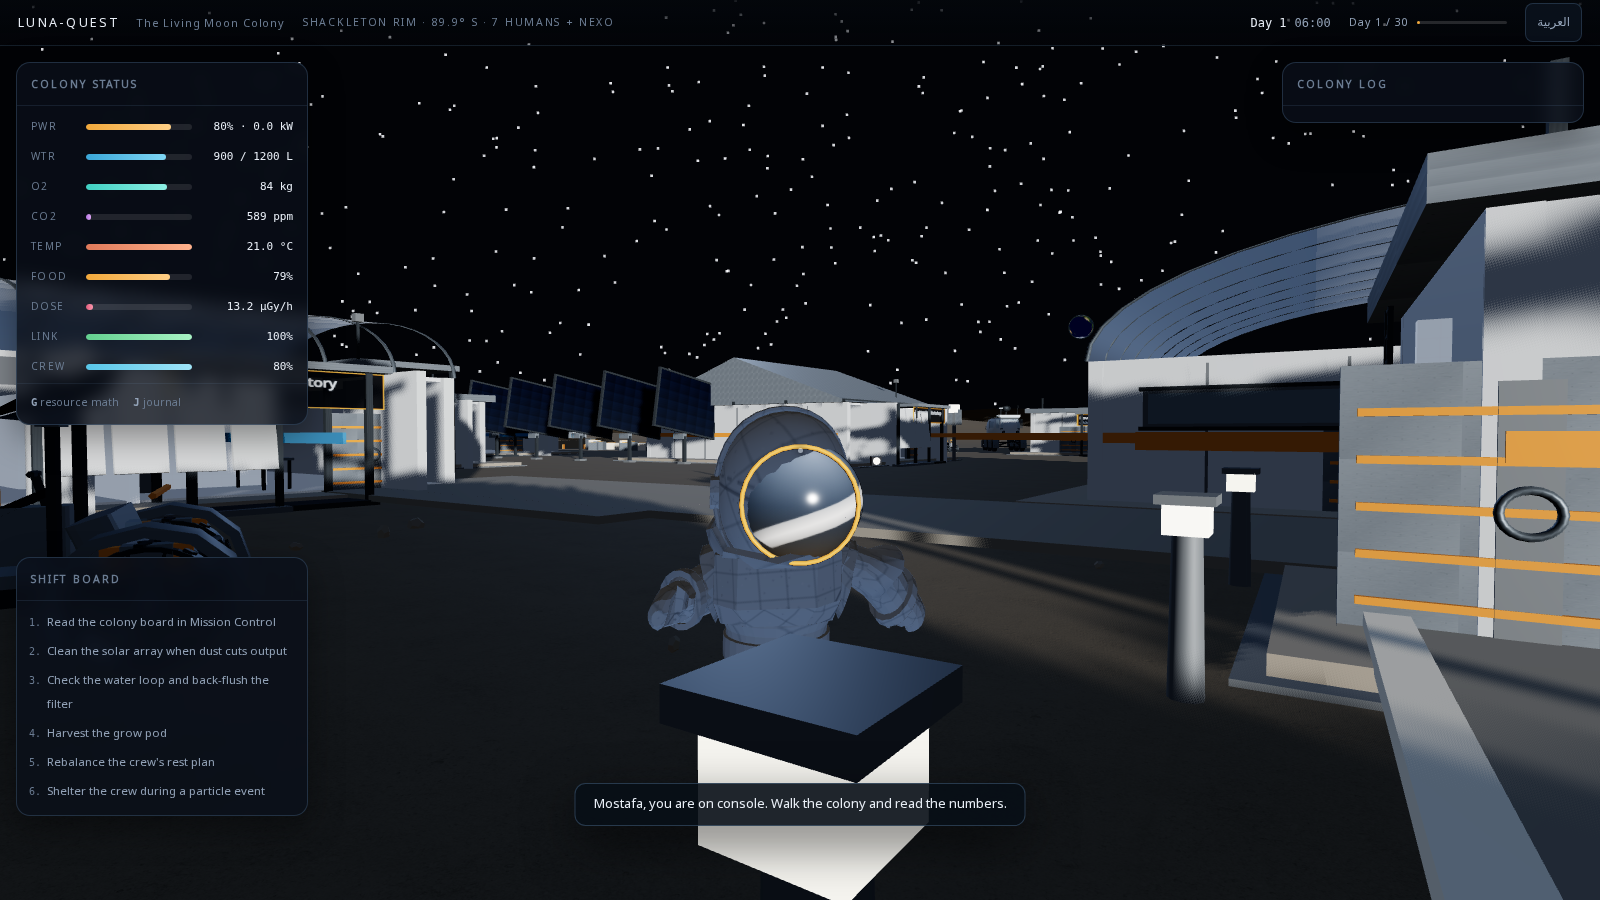 LUNA-QUEST The Living Moon Colony SHACKLETON RIM · 89.9° S · 7 HUMANS + NEXO Day 1 06:00 Day 1 / 30 العربية
COLONY STATUS
PWR 80% · 0.0 kW
WTR 900 / 1200 L
O2 84 kg
CO2 589 ppm
TEMP 21.0 °C
FOOD 79%
DOSE 13.2 µGy/h
LINK 100%
CREW 80%
G resource math J journal
COLONY LOG
tory
SHIFT BOARD
1. Read the colony board in Mission Control
2. Clean the solar array when dust cuts output
3. Check the water loop and back-flush the
filter
4. Harvest the grow pod
5. Rebalance the crew's rest plan
6. Shelter the crew during a particle event
Mostafa, you are on console. Walk the colony and read the numbers.